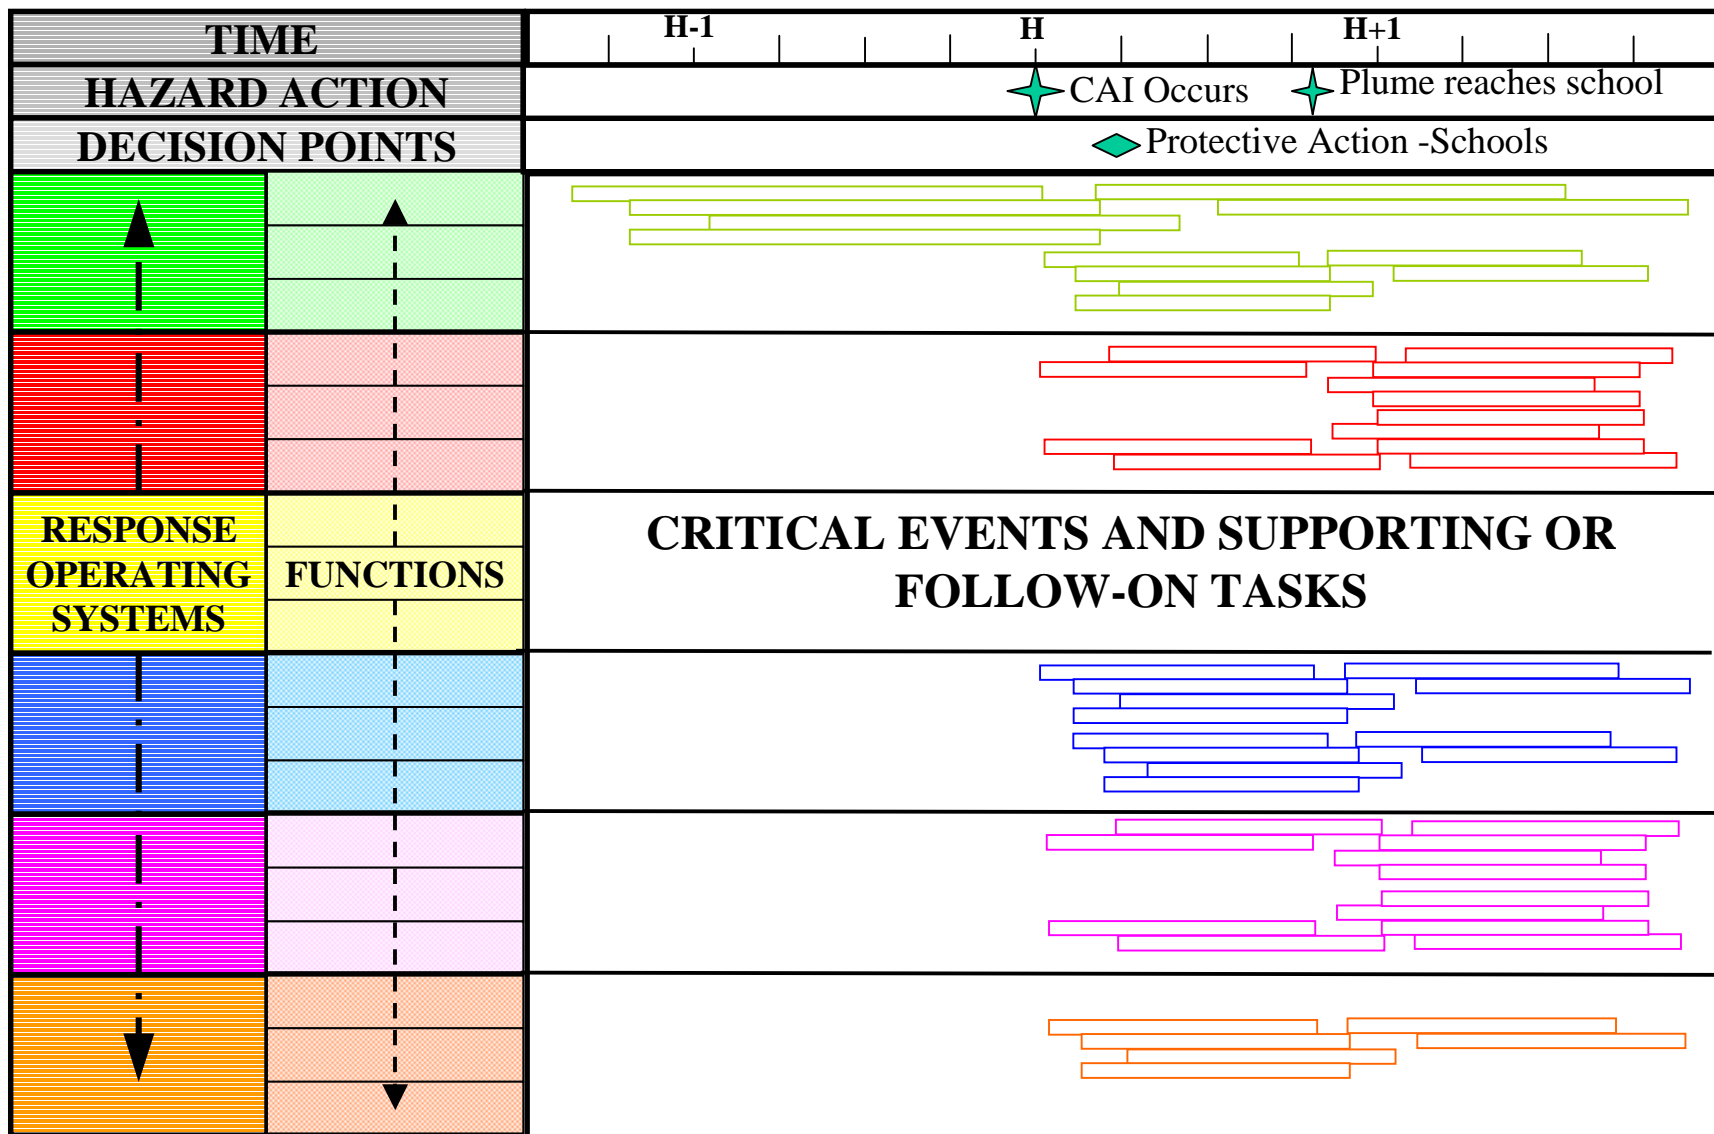 TIME
H-1
H
H+1
HAZARD ACTION
CAI Occurs
Plume reaches school
DECISION POINTS
Protective Action -Schools
RESPONSE
OPERATING
SYSTEMS
FUNCTIONS
CRITICAL EVENTS AND SUPPORTING OR
FOLLOW-ON TASKS